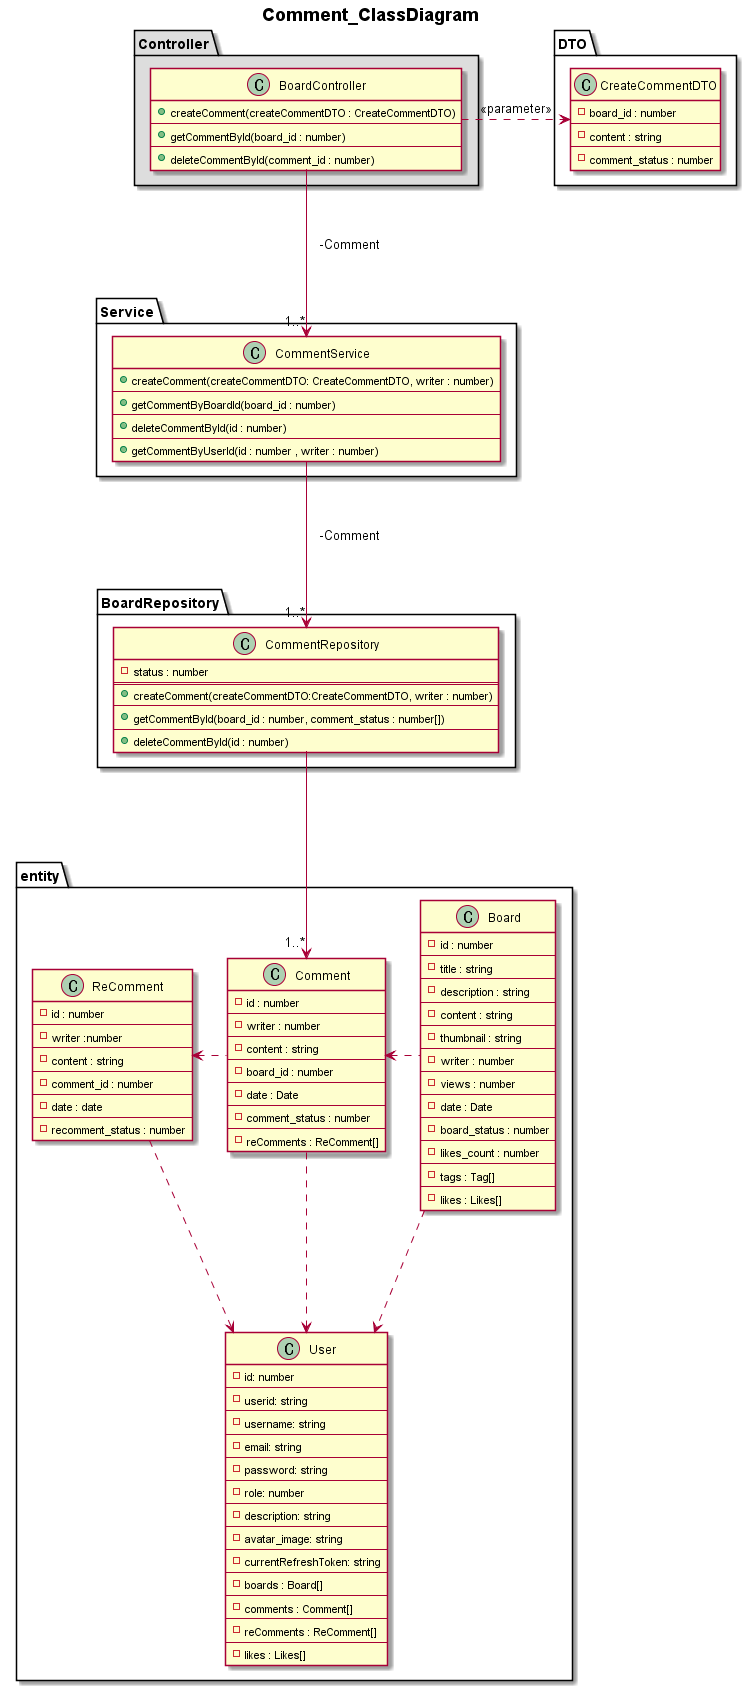 Comment_ClassDiagram
Controller
C BoardController
createComment(createCommentDTO : CreateCommentDTO)
getCommentById(board_id : number)
deleteCommentById(comment_id : number)
«parameter»
DTO
C CreateCommentDTO
board_id : number
content : string
comment_status : number
-Comment
1..*
Service
C CommentService
createComment(createCommentDTO: CreateCommentDTO, writer : number)
getCommentByBoardId(board_id : number)
deleteCommentById(id : number)
getCommentByUserId(id : number , writer : number)
-Comment
1..*
BoardRepository
C CommentRepository
status : number
createComment(createCommentDTO:CreateCommentDTO, writer : number)
getCommentById(board_id : number, comment_status : number[])
deleteCommentById(id : number)
1..*
entity
C ReComment
id : number
writer :number
content : string
comment_id : number
date : date
recomment_status : number
C Comment
id : number
writer : number
content : string
board_id : number
date : Date
comment_status : number
reComments : ReComment[]
C Board
id : number
title : string
description : string
content : string
thumbnail : string
writer : number
views : number
date : Date
board_status : number
likes_count : number
tags : Tag[]
likes : Likes[]
C User
id: number
userid: string
username: string
email: string
password: string
role: number
description: string
avatar_image: string
currentRefreshToken: string
boards : Board[]
comments : Comment[]
reComments : ReComment[]
likes : Likes[]